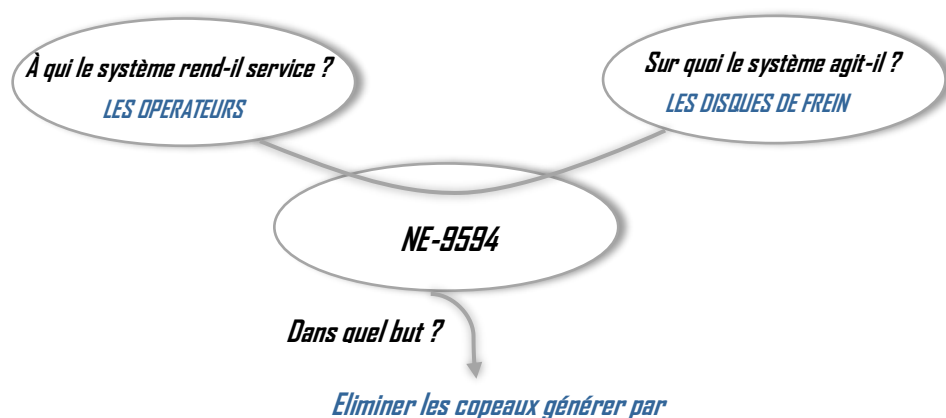 À qui le système rend-il service ?
LES OPERATEURS
Sur quoi le système agit-il ?
LES DISQUES DE FREIN
NE-9594
Dans quel but ?
Eliminer les copeaux générer par